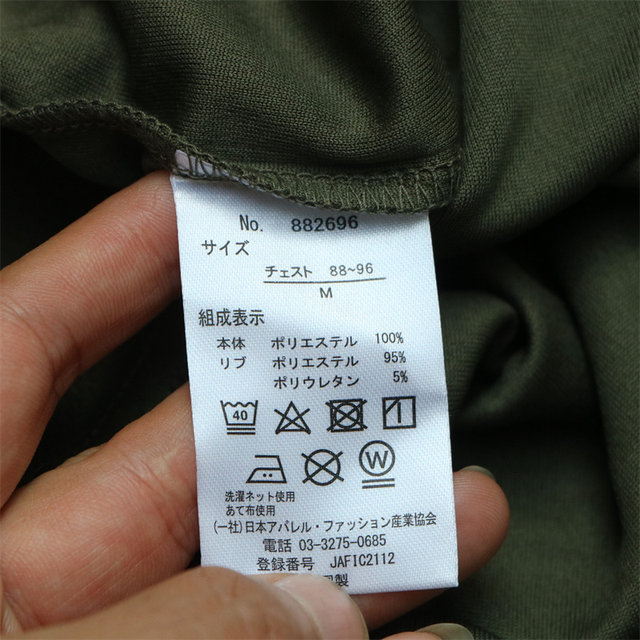 No. 882696
サイズ
チェスト 88~96
M
組成表示
本体 ポリエステル 100%
リブ ポリエステル 95%
ポリウレタン 5%
40
W
洗濯ネット使用
あて布使用
(一社)日本アパレル・ファッション産業協会
電話 03-3275-0685
登録番号 JAFIC2112
製